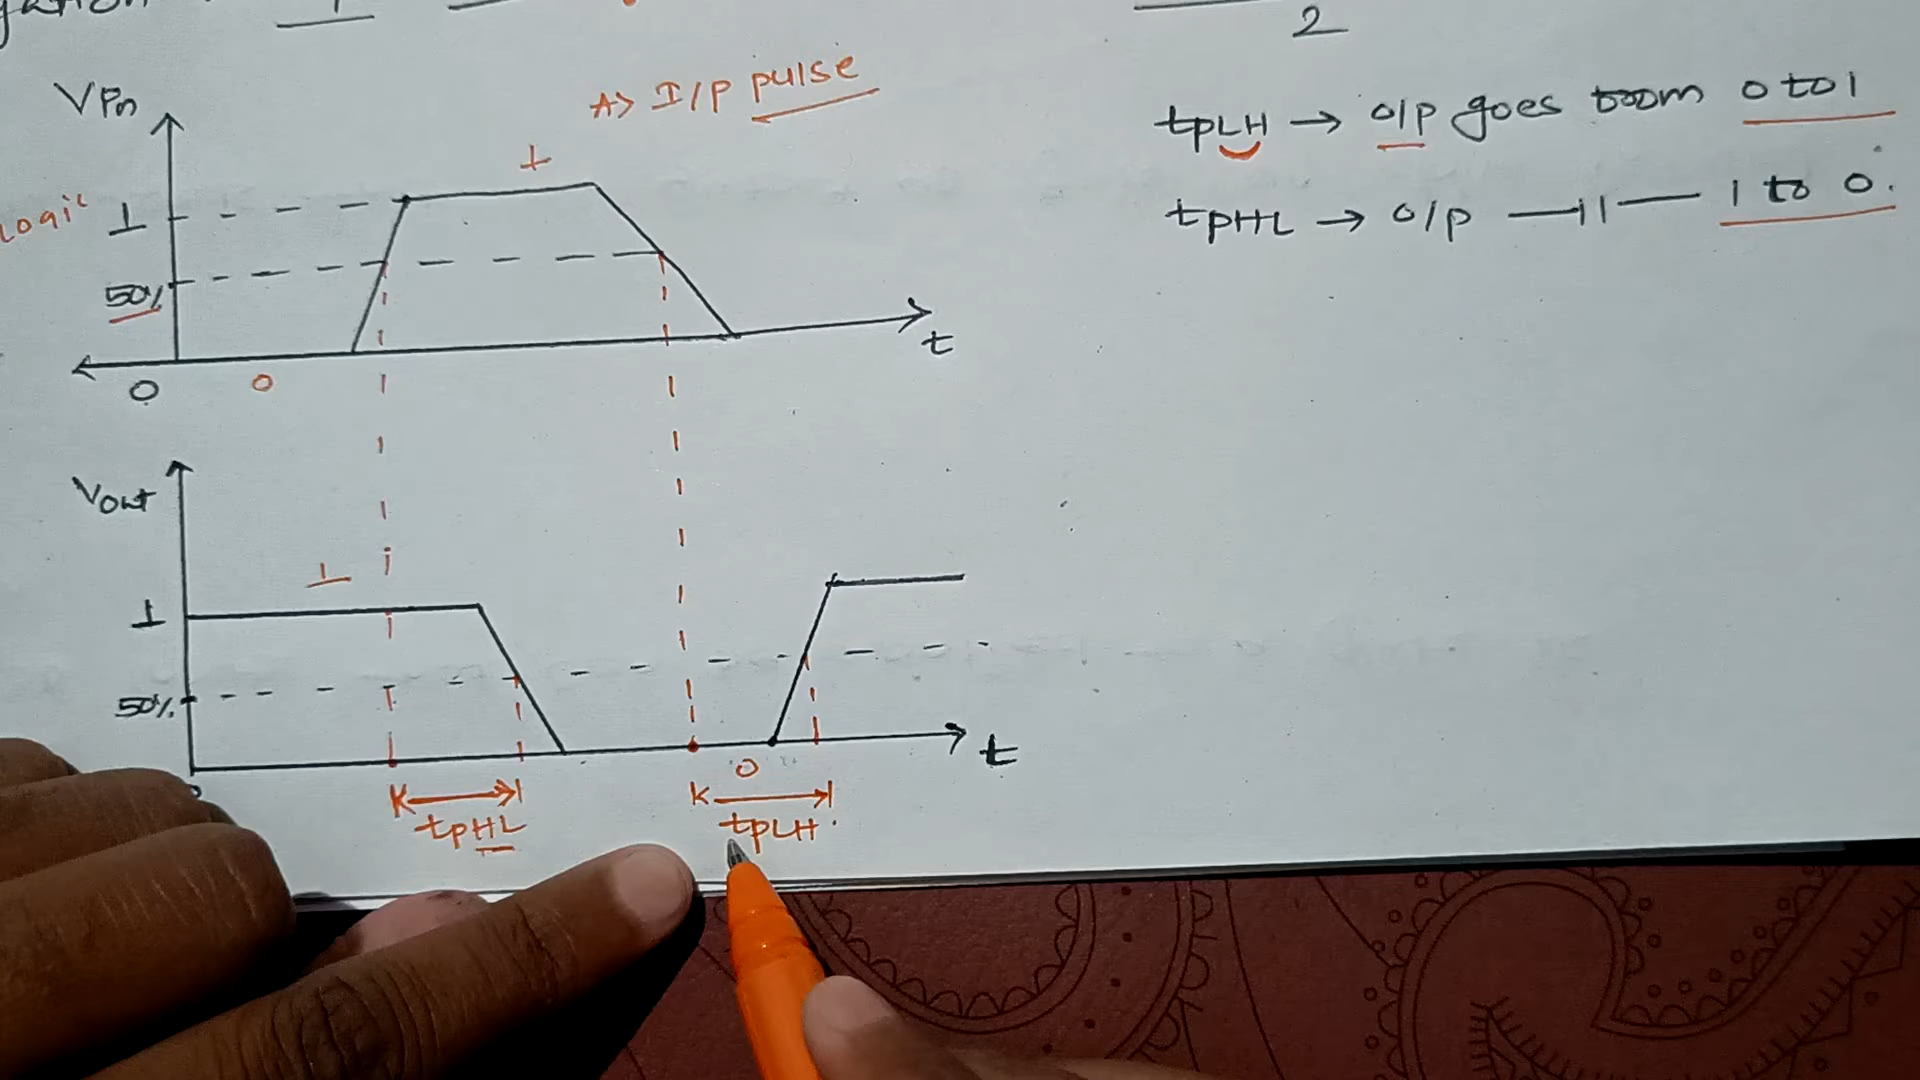 2
A> I/p pulse
Vin
1
Logic 1
50%
t
0 0
tpLH → o/p goes from 0 to 1
tpHL → o/p —||— 1 to 0.
Vout
1
1
50%
t
0
tpHL
tpLH